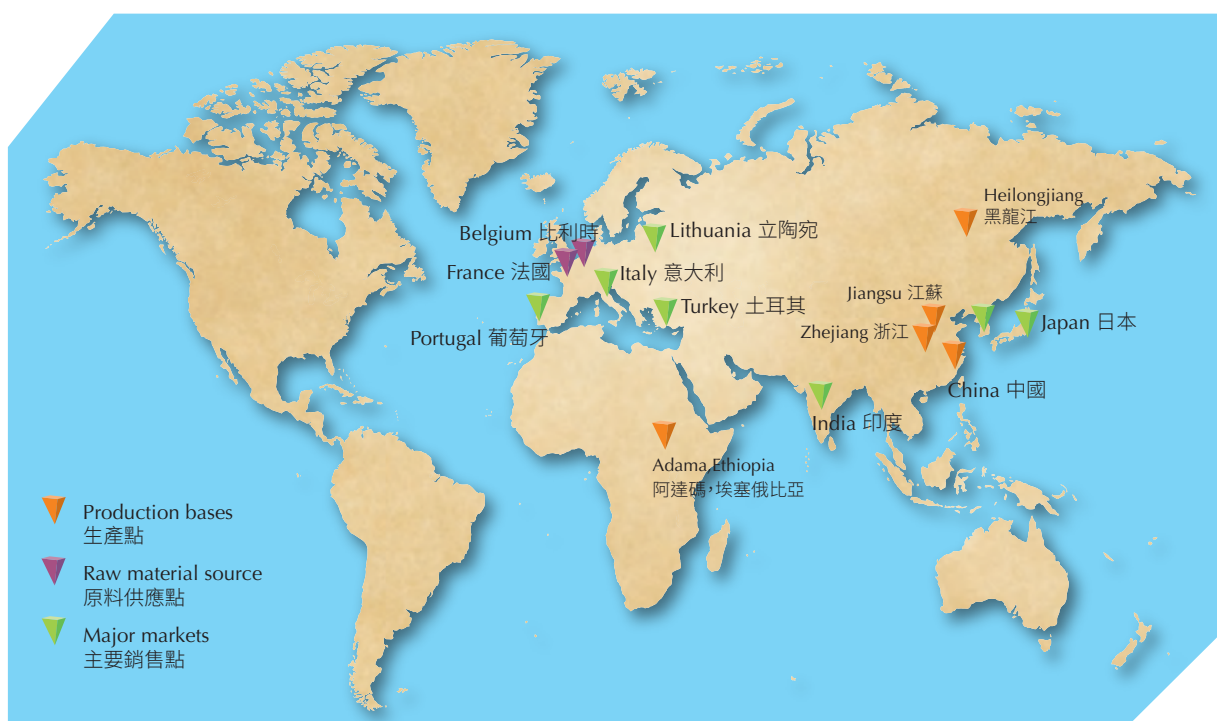 Heilongjiang
黑龍江
Belgium 比利時
Lithuania 立陶宛
France 法國
Italy 意大利
Jiangsu 江蘇
Turkey 土耳其
Zhejiang 浙江
Japan 日本
Portugal 葡萄牙
China 中國
India 印度
Adama, Ethiopia
阿達碼，埃塞俄比亞
Production bases
生產點
Raw material source
原料供應點
Major markets
主要銷售點